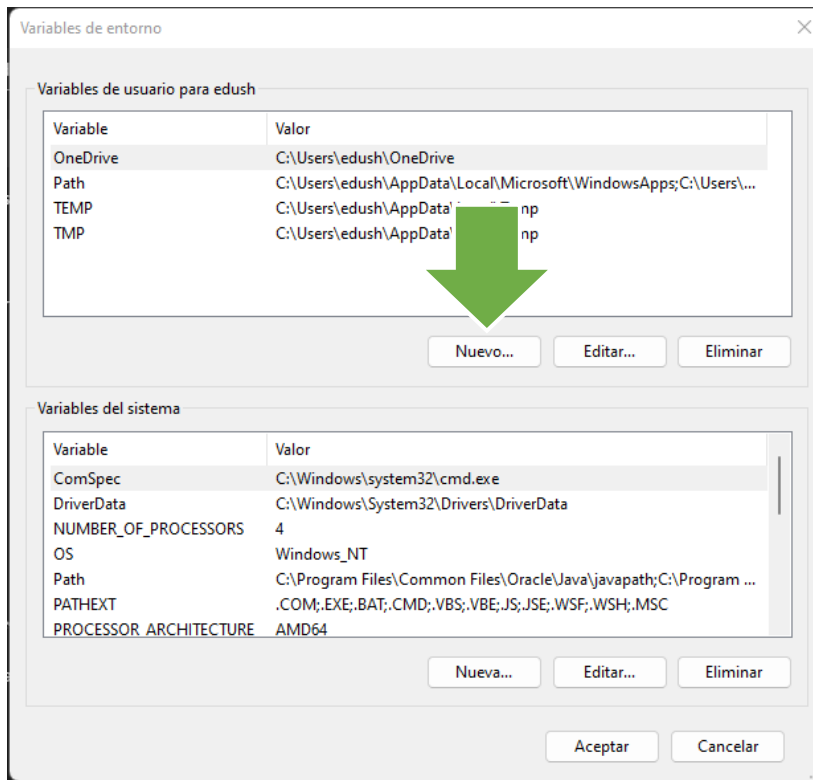 Variables de entorno
Variables de usuario para edush
Variable Valor
OneDrive C:\Users\edush\OneDrive
Path C:\Users\edush\AppData\Local\Microsoft\WindowsApps;C:\Users\...
TEMP C:\Users\edush\AppData\
TMP C:\Users\edush\AppData\
Nuevo... Editar... Eliminar
Variables del sistema
Variable Valor
ComSpec C:\Windows\system32\cmd.exe
DriverData C:\Windows\System32\Drivers\DriverData
NUMBER_OF_PROCESSORS 4
OS Windows_NT
Path C:\Program Files\Common Files\Oracle\Java\javapath;C:\Program ...
PATHEXT .COM;.EXE;.BAT;.CMD;.VBS;.VBE;.JS;.JSE;.WSF;.WSH;.MSC
PROCESSOR_ARCHITECTURE AMD64
Nueva... Editar... Eliminar
Aceptar Cancelar